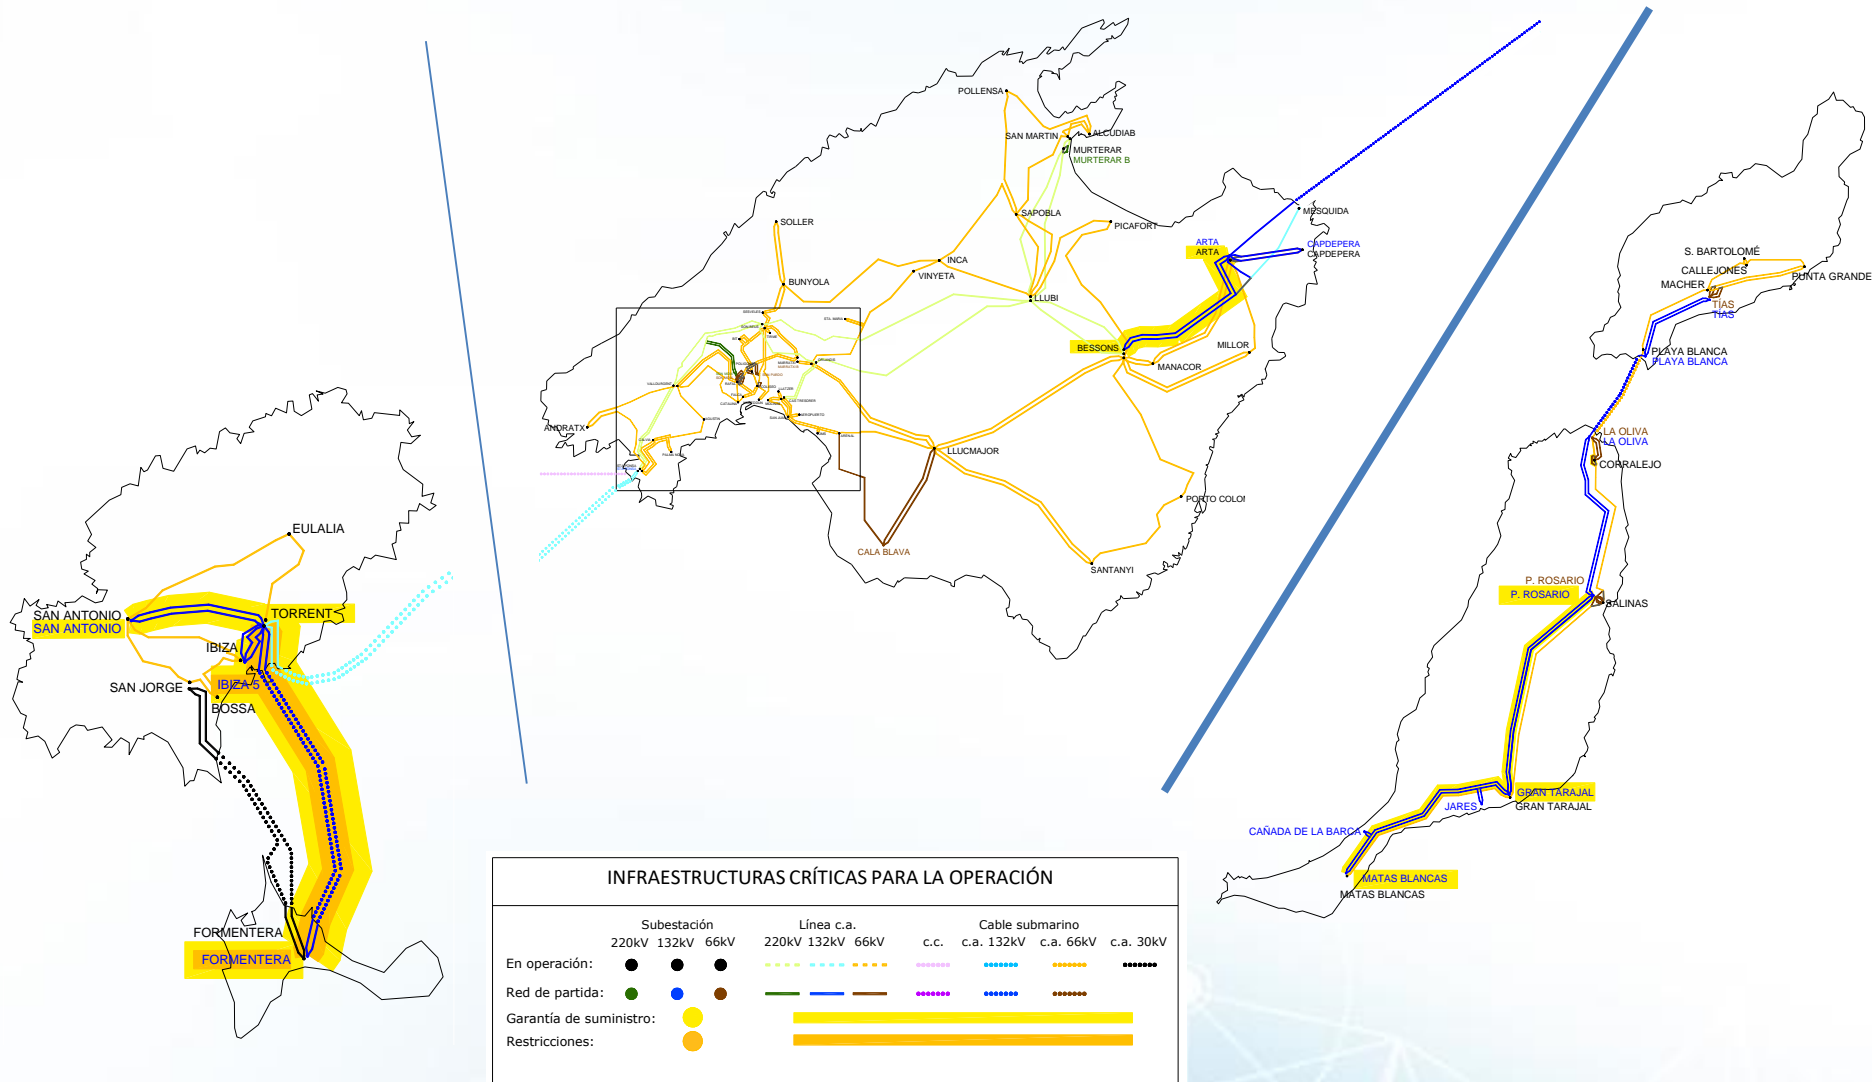 POLLENSA
SAN MARTIN
ALCUDIAB
MURTERAR
MURTERAR B
SOLLER
SAPOBLA
PICAFORT
MESQUIDA
ARTA
ARTA
CAPDEPERA
CAPDEPERA
INCA
VINYETA
BUNYOLA
LLUBI
BESSONS
MANACOR
MILLOR
ANDRATX
LLUCMAJOR
PORTO COLOM
CALA BLAVA
SANTANYI
S. BARTOLOMÉ
CALLEJONES
PUNTA GRANDE
MACHER
TÍAS
TÍAS
PLAYA BLANCA
PLAYA BLANCA
LA OLIVA
LA OLIVA
CORRALEJO
P. ROSARIO
P. ROSARIO
SALINAS
GRAN TARAJAL
GRAN TARAJAL
JARES
CAÑADA DE LA BARCA
MATAS BLANCAS
MATAS BLANCAS
EULALIA
SAN ANTONIO
SAN ANTONIO
TORRENT
IBIZA
SAN JORGE
IBIZA 5
BOSSA
FORMENTERA
FORMENTERA
INFRAESTRUCTURAS CRÍTICAS PARA LA OPERACIÓN
Subestación Línea c.a. Cable submarino
220kV 132kV 66kV 220kV 132kV 66kV c.c. c.a. 132kV c.a. 66kV c.a. 30kV
En operación:
Red de partida:
Garantía de suministro:
Restricciones: